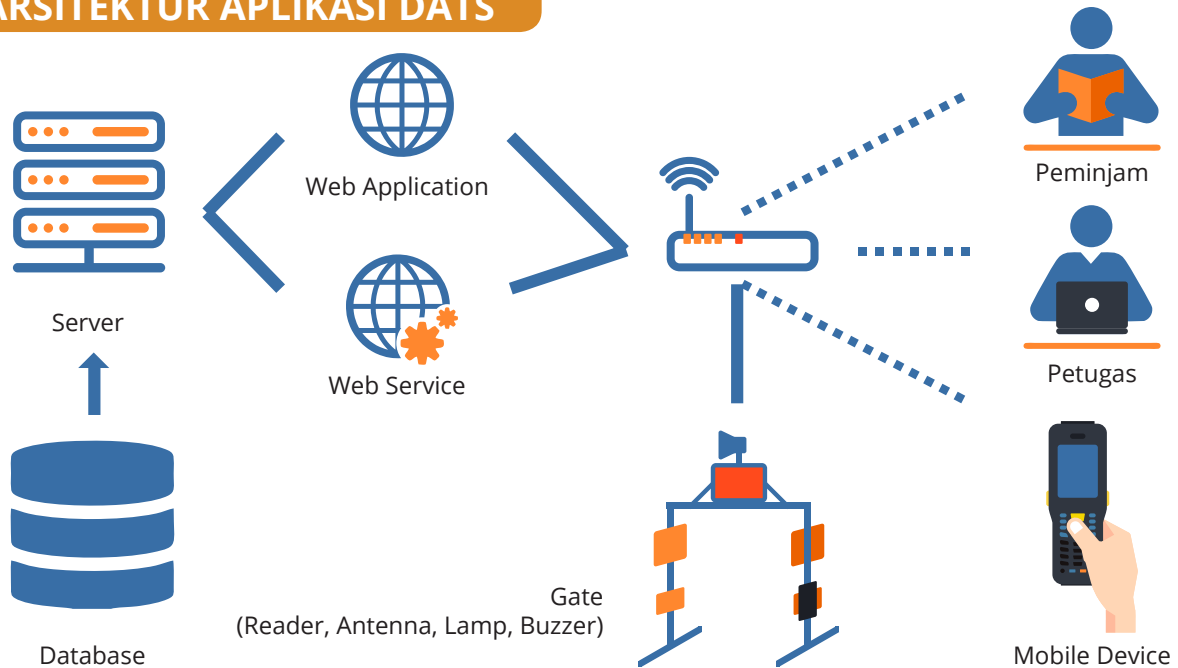 ARSITEKTUR APLIKASI DATS
Web Application
Peminjam
Server
Web Service
Petugas
Gate
(Reader, Antenna, Lamp, Buzzer)
Database
Mobile Device